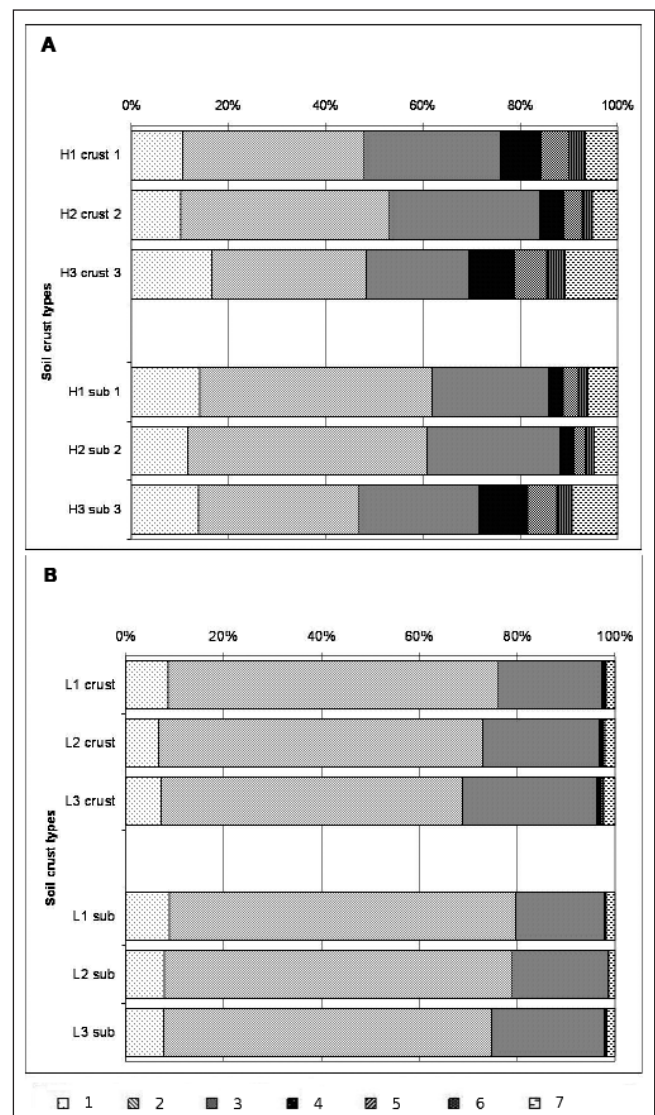 A
0% 20% 40% 60% 80% 100%
H1 crust 1
H2 crust 2
H3 crust 3
Soil crust types
H1 sub 1
H2 sub 2
H3 sub 3
B
0% 20% 40% 60% 80% 100%
L1 crust
L2 crust
L3 crust
Soil crust types
L1 sub
L2 sub
L3 sub
1 2 3 4 5 6 7